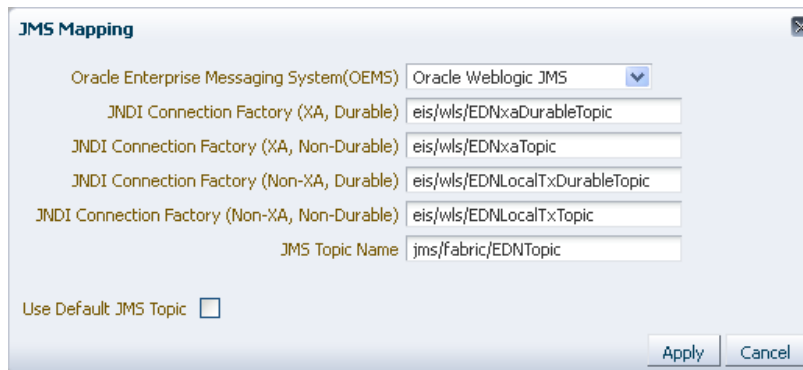 JMS Mapping
Oracle Enterprise Messaging System(OEMS) Oracle Weblogic JMS
JNDI Connection Factory (XA, Durable) eis/wls/EDNxaDurableTopic
JNDI Connection Factory (XA, Non-Durable) eis/wls/EDNxaTopic
JNDI Connection Factory (Non-XA, Durable) eis/wls/EDNLocalTxDurableTopic
JNDI Connection Factory (Non-XA, Non-Durable) eis/wls/EDNLocalTxTopic
JMS Topic Name jms/fabric/EDNTopic
Use Default JMS Topic
Apply Cancel